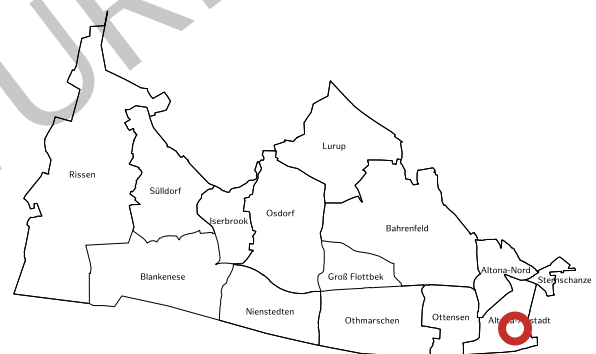 Lurup
Rissen
Sülldorf
Osdorf
Iserbrook
Bahrenfeld
Altona-Nord
Sternschanze
Blankenese
Groß Flottbek
Nienstedten
Othmarschen
Ottensen